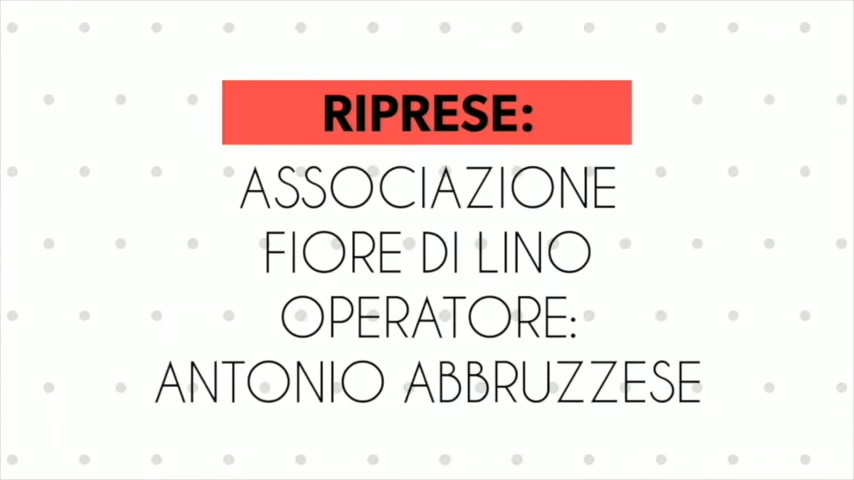 RIPRESE:
ASSOCIAZIONE
FIORE DI LINO
OPERATORE:
ANTONIO ABBRUZZESE